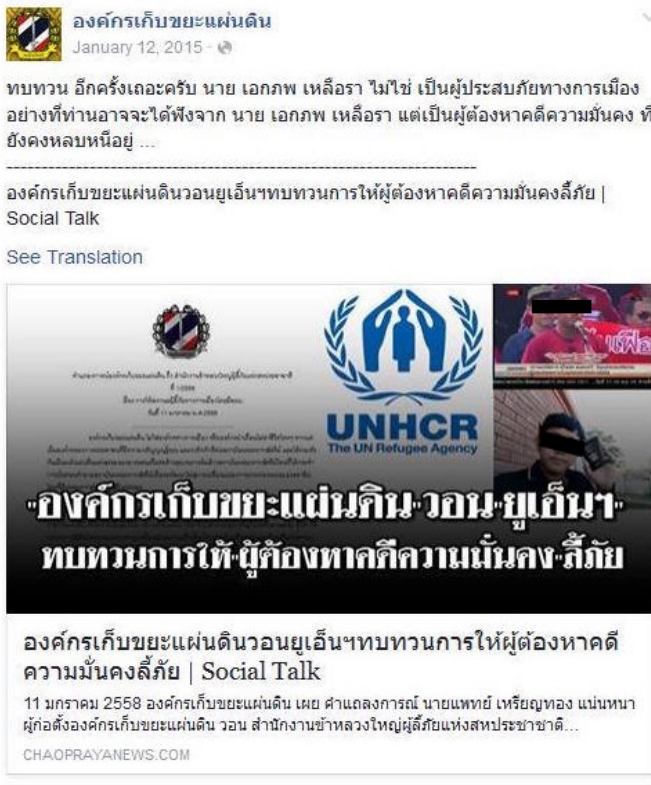 องค์กรเก็บขยะแผ่นดิน
January 12, 2015 ·
ทบทวน อีกครั้งเถอะครับ นาย เอกภพ เหลือรา ไม่ใช่ เป็นผู้ประสบภัยทางการเมือง
อย่างที่ท่านอาจจะได้ฟังจาก นาย เอกภพ เหลือรา แต่เป็นผู้ต้องหาคดีความมั่นคง ที
ยังคงหลบหนีอยู่ ...
-------------------------------------------------------------------
องค์กรเก็บขยะแผ่นดินวอนยูเอ็นฯทบทวนการให้ผู้ต้องหาคดีความมั่นคงลี้ภัย |
Social Talk
See Translation
UNHCR
The UN Refugee Agency
"องค์กรเก็บขยะแผ่นดิน"วอน"ยูเอ็นฯ"
ทบทวนการให้"ผู้ต้องหาคดีความมั่นคง"ลี้ภัย
องค์กรเก็บขยะแผ่นดินวอนยูเอ็นฯทบทวนการให้ผู้ต้องหาคดี
ความมั่นคงลี้ภัย | Social Talk
11 มกราคม 2558 องค์กรเก็บขยะแผ่นดิน เผย คำแถลงการณ์ นายแพทย์ เหรียญทอง แน่นหนา
ผู้ก่อตั้งองค์กรเก็บขยะแผ่นดิน วอน สำนักงานข้าหลวงใหญ่ผู้ลี้ภัยแห่งสหประชาชาติ...
CHAOPRAYANEWS.COM